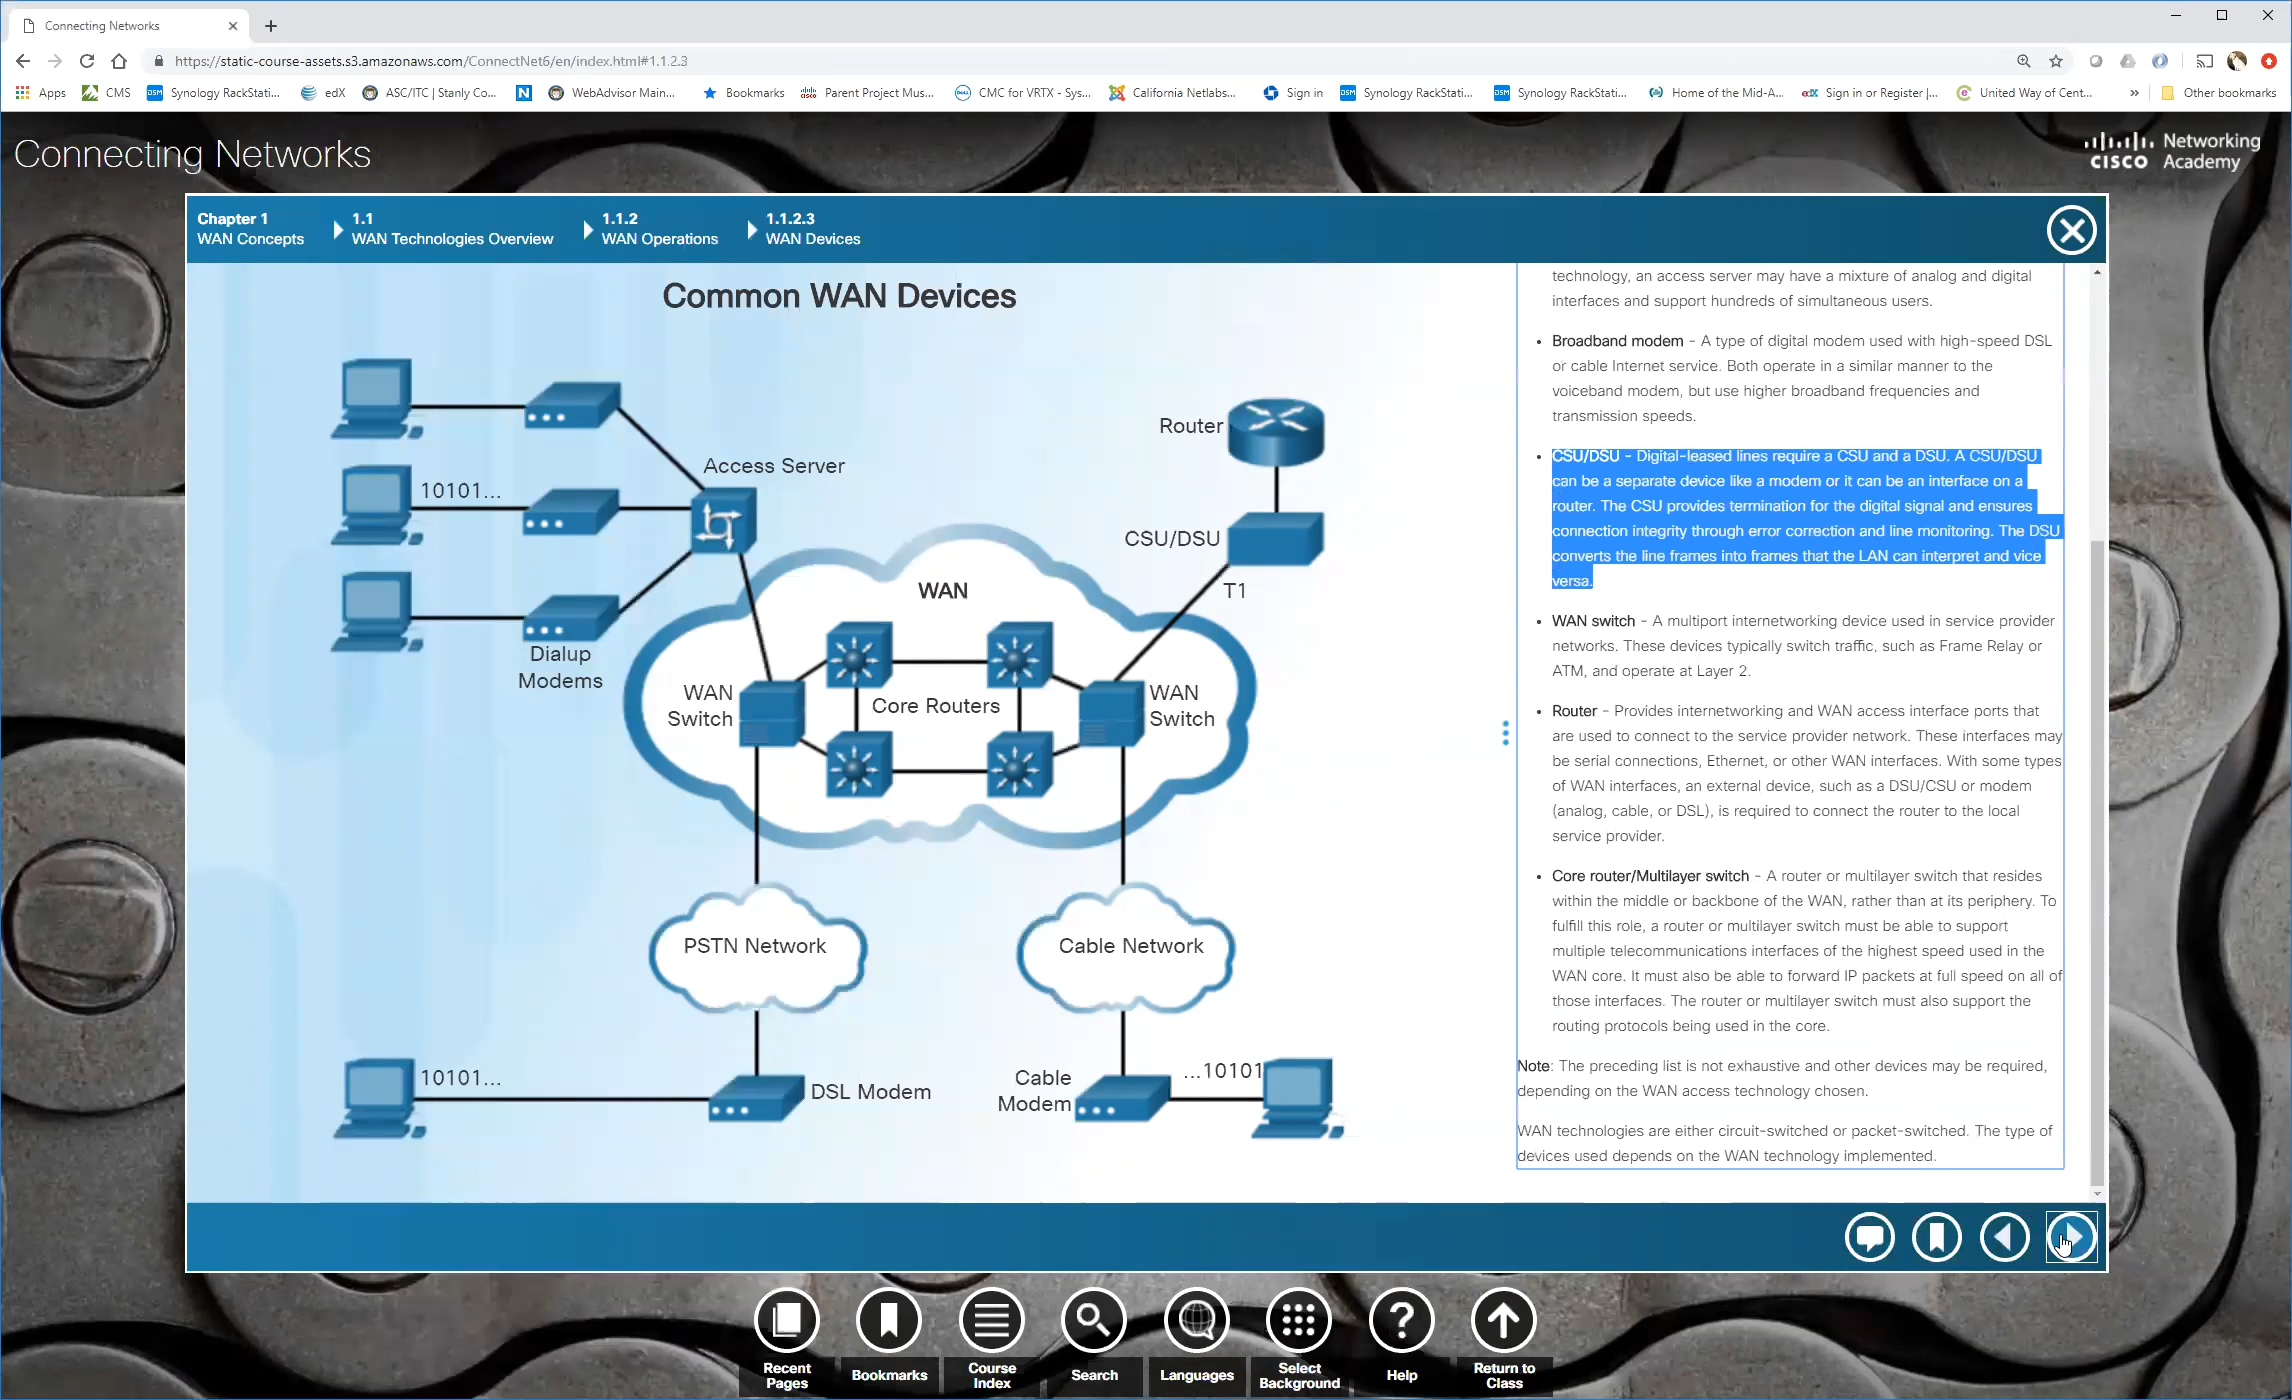 Connecting Networks
https://static-course-assets.s3.amazonaws.com/ConnectNet6/en/index.html#1.1.2.3
Apps
CMS
DSM
Synology RackStati...
edX
ASC/ITC | Stanly Co...
N
WebAdvisor Main...
Bookmarks
Parent Project Mus...
CMC for VRTX - Sys...
California Netlabs...
Sign in
DSM
Synology RackStati...
DSM
Synology RackStati...
Home of the Mid-A...
edX
Sign in or Register |...
United Way of Cent...
»
Other bookmarks
Connecting Networks
CISCO
Networking
Academy
Chapter 1
WAN Concepts
1.1
WAN Technologies Overview
1.1.2
WAN Operations
1.1.2.3
WAN Devices
Common WAN Devices
Router
Access Server
10101...
CSU/DSU
T1
WAN
Dialup
Modems
WAN
Switch
Core Routers
WAN
Switch
PSTN Network
Cable Network
10101...
DSL Modem
Cable
Modem
...10101
technology, an access server may have a mixture of analog and digital
interfaces and support hundreds of simultaneous users.
• Broadband modem - A type of digital modem used with high-speed DSL
or cable Internet service. Both operate in a similar manner to the
voiceband modem, but use higher broadband frequencies and
transmission speeds.
• CSU/DSU - Digital-leased lines require a CSU and a DSU. A CSU/DSU
can be a separate device like a modem or it can be an interface on a
router. The CSU provides termination for the digital signal and ensures
connection integrity through error correction and line monitoring. The DSU
converts the line frames into frames that the LAN can interpret and vice
versa.
• WAN switch - A multiport internetworking device used in service provider
networks. These devices typically switch traffic, such as Frame Relay or
ATM, and operate at Layer 2.
• Router - Provides internetworking and WAN access interface ports that
are used to connect to the service provider network. These interfaces may
be serial connections, Ethernet, or other WAN interfaces. With some types
of WAN interfaces, an external device, such as a DSU/CSU or modem
(analog, cable, or DSL), is required to connect the router to the local
service provider.
• Core router/Multilayer switch - A router or multilayer switch that resides
within the middle or backbone of the WAN, rather than at its periphery. To
fulfill this role, a router or multilayer switch must be able to support
multiple telecommunications interfaces of the highest speed used in the
WAN core. It must also be able to forward IP packets at full speed on all of
those interfaces. The router or multilayer switch must also support the
routing protocols being used in the core.
Note: The preceding list is not exhaustive and other devices may be required,
depending on the WAN access technology chosen.
WAN technologies are either circuit-switched or packet-switched. The type of
devices used depends on the WAN technology implemented.
Recent
Pages
Bookmarks
Course
Index
Search
Languages
Select
Background
Help
Return to
Class